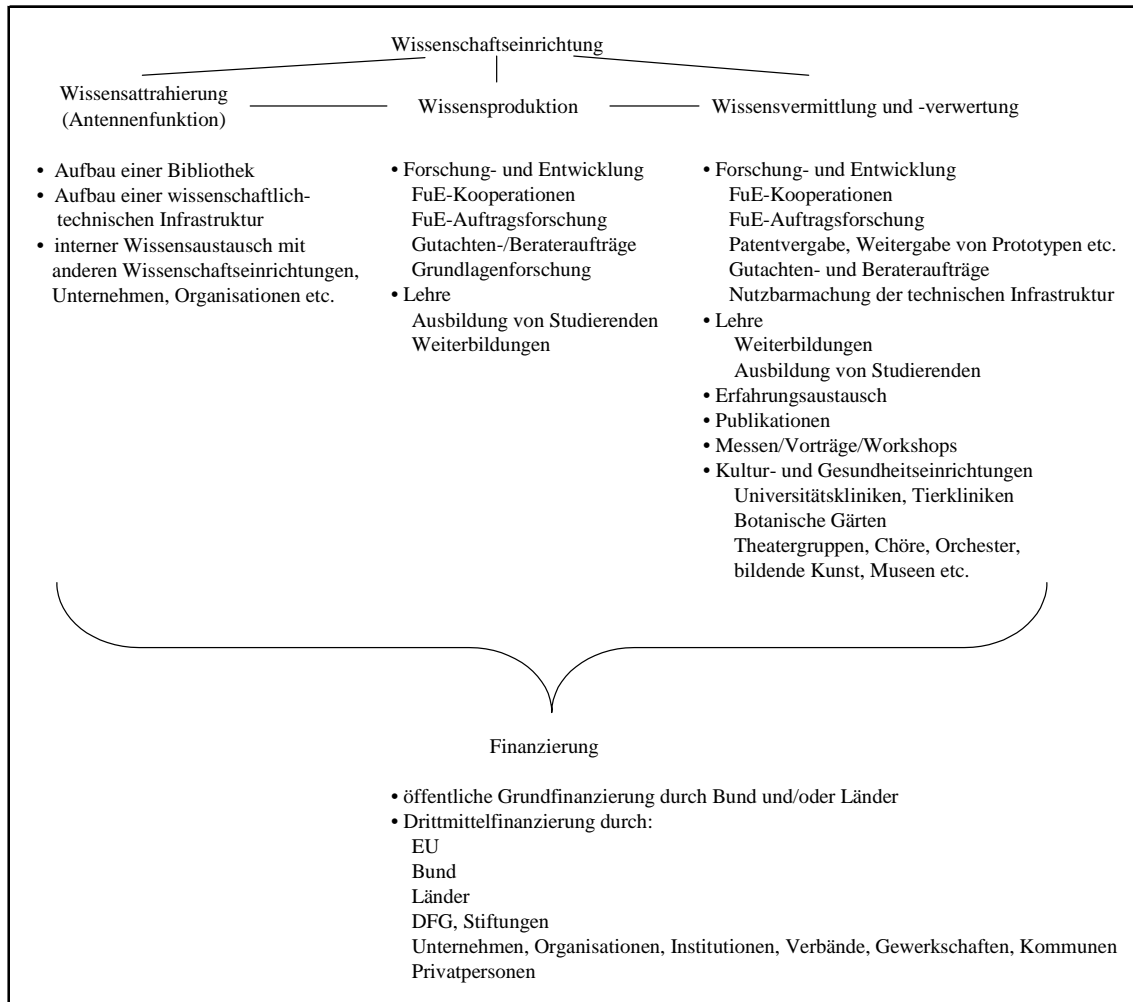 Wissenschaftseinrichtung
Wissensattrahierung
(Antennenfunktion)
Wissensproduktion
Wissensvermittlung und -verwertung
• Aufbau einer Bibliothek
• Aufbau einer wissenschaftlich-
technischen Infrastruktur
• interner Wissensaustausch mit
anderen Wissenschaftseinrichtungen,
Unternehmen, Organisationen etc.
• Forschung- und Entwicklung
FuE-Kooperationen
FuE-Auftragsforschung
Gutachten-/Berateraufträge
Grundlagenforschung
• Lehre
Ausbildung von Studierenden
Weiterbildungen
• Forschung- und Entwicklung
FuE-Kooperationen
FuE-Auftragsforschung
Patentvergabe, Weitergabe von Prototypen etc.
Gutachten- und Berateraufträge
Nutzbarmachung der technischen Infrastruktur
• Lehre
Weiterbildungen
Ausbildung von Studierenden
• Erfahrungsaustausch
• Publikationen
• Messen/Vorträge/Workshops
• Kultur- und Gesundheitseinrichtungen
Universitätskliniken, Tierkliniken
Botanische Gärten
Theatergruppen, Chöre, Orchester,
bildende Kunst, Museen etc.
Finanzierung
• öffentliche Grundfinanzierung durch Bund und/oder Länder
• Drittmittelfinanzierung durch:
EU
Bund
Länder
DFG, Stiftungen
Unternehmen, Organisationen, Institutionen, Verbände, Gewerkschaften, Kommunen
Privatpersonen